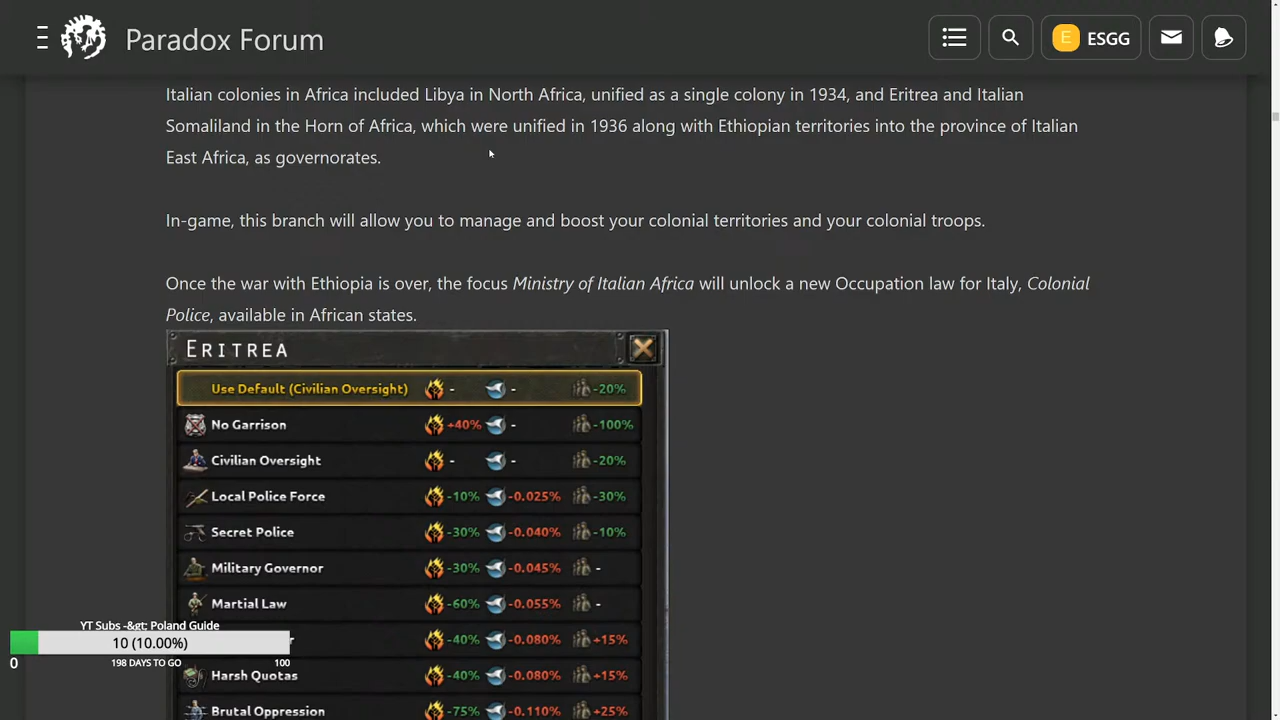 Paradox Forum
E ESGG
Italian colonies in Africa included Libya in North Africa, unified as a single colony in 1934, and Eritrea and Italian
Somaliland in the Horn of Africa, which were unified in 1936 along with Ethiopian territories into the province of Italian
East Africa, as governorates.
In-game, this branch will allow you to manage and boost your colonial territories and your colonial troops.
Once the war with Ethiopia is over, the focus Ministry of Italian Africa will unlock a new Occupation law for Italy, Colonial
Police, available in African states.
ERITREA
Use Default (Civilian Oversight) - - -20%
No Garrison +40% - -100%
Civilian Oversight - - -20%
Local Police Force -10% -0.025% -30%
Secret Police -30% -0.040% -10%
Military Governor -30% -0.045% -
Martial Law -60% -0.055% -
-40% -0.080% +15%
Harsh Quotas -40% -0.080% +15%
Brutal Oppression -75% -0.110% +25%
YT Subs -&gt; Poland Guide
10 (10.00%)
0 198 DAYS TO GO 100